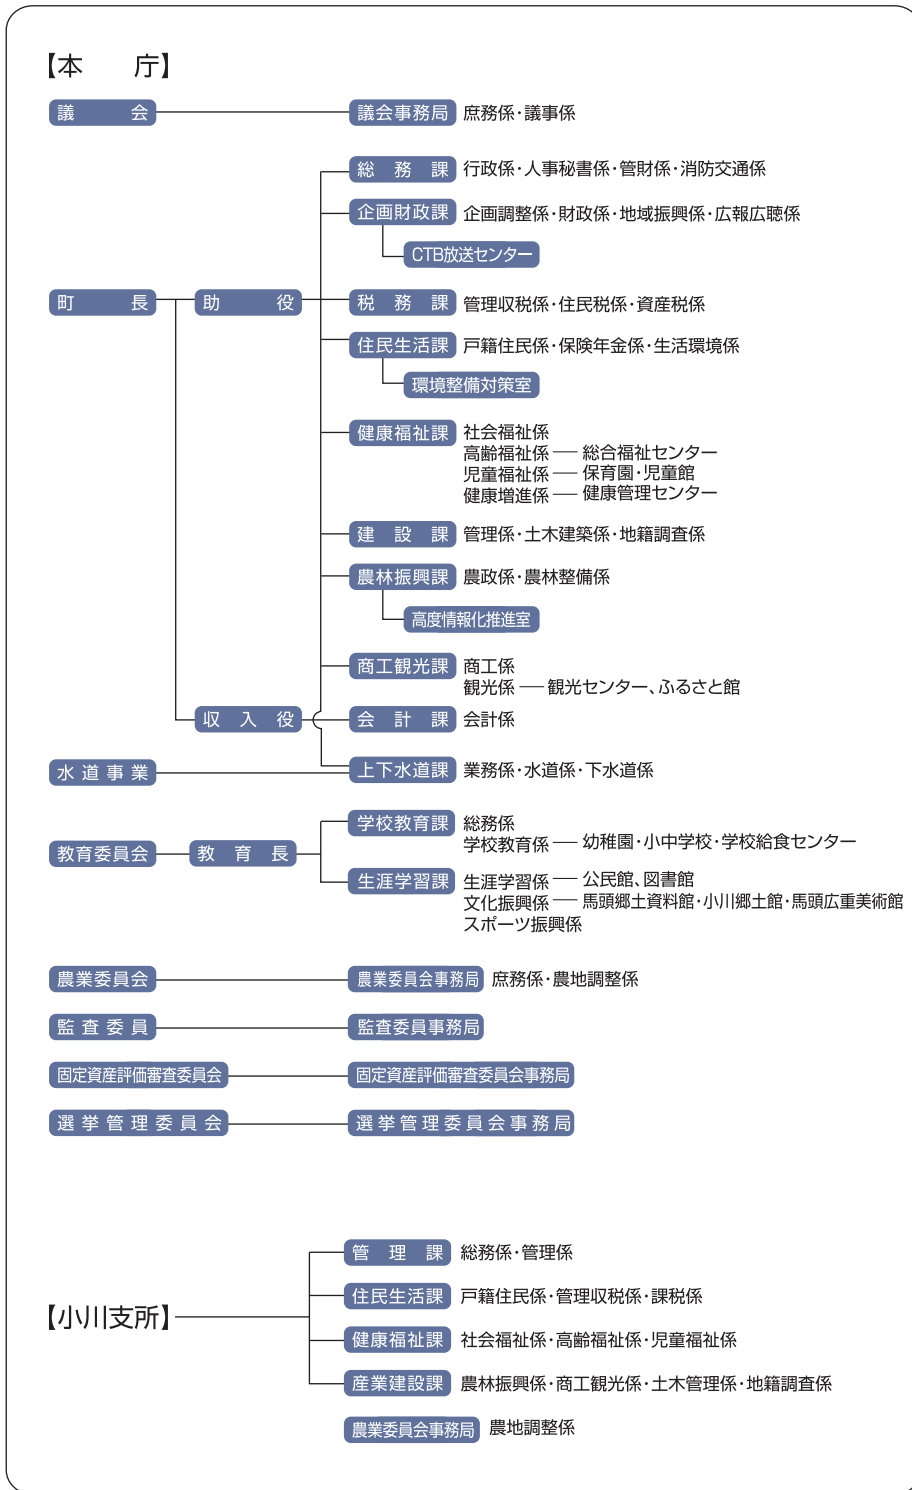 【本　　庁】
議　　会 議会事務局 庶務係・議事係
総　務　課 行政係・人事秘書係・管財係・消防交通係
企画財政課 企画調整係・財政係・地域振興係・広報広聴係
CTB放送センター
町　　長 助　　役 税　務　課 管理収税係・住民税係・資産税係
住民生活課 戸籍住民係・保険年金係・生活環境係
環境整備対策室
健康福祉課 社会福祉係
高齢福祉係 ── 総合福祉センター
児童福祉係 ── 保育園・児童館
健康増進係 ── 健康管理センター
建　設　課 管理係・土木建築係・地籍調査係
農林振興課 農政係・農林整備係
高度情報化推進室
商工観光課 商工係
観光係 ── 観光センター、ふるさと館
収　入　役 会　計　課 会計係
水道事業 上下水道課 業務係・水道係・下水道係
学校教育課 総務係
学校教育係 ── 幼稚園・小中学校・学校給食センター
教育委員会 教　育　長
生涯学習課 生涯学習係 ── 公民館、図書館
文化振興係 ── 馬頭郷土資料館・小川郷土館・馬頭広重美術館
スポーツ振興係
農業委員会 農業委員会事務局 庶務係・農地調整係
監査委員 監査委員事務局
固定資産評価審査委員会 固定資産評価審査委員会事務局
選挙管理委員会 選挙管理委員会事務局
管　理　課 総務係・管理係
住民生活課 戸籍住民係・管理収税係・課税係
【小川支所】
健康福祉課 社会福祉係・高齢福祉係・児童福祉係
産業建設課 農林振興係・商工観光係・土木管理係・地籍調査係
農業委員会事務局 農地調整係